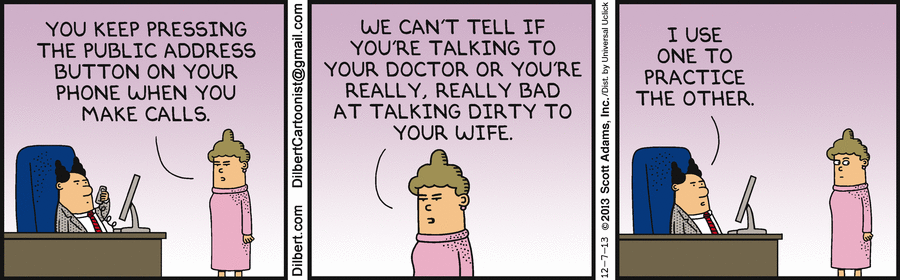 YOU KEEP PRESSING
THE PUBLIC ADDRESS
BUTTON ON YOUR
PHONE WHEN YOU
MAKE CALLS.
Dilbert.com DilbertCartoonist@gmail.com
WE CAN'T TELL IF
YOU'RE TALKING TO
YOUR DOCTOR OR YOU'RE
REALLY, REALLY BAD
AT TALKING DIRTY TO
YOUR WIFE.
12-7-13 © 2013 Scott Adams, Inc. /Dist. by Universal Uclick
I USE
ONE TO
PRACTICE
THE OTHER.